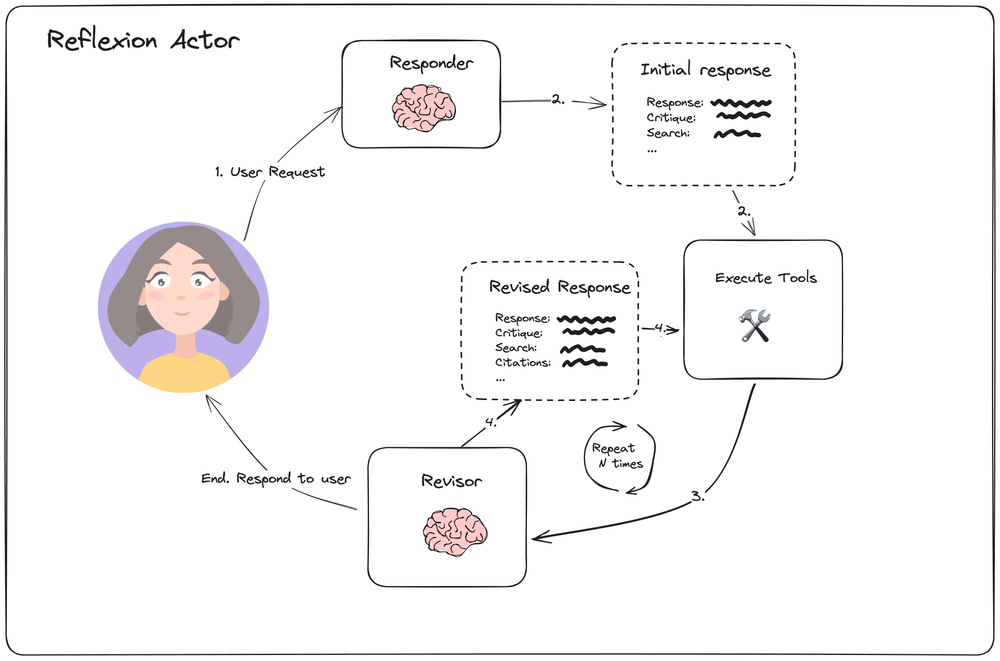 Reflexion Actor
Responder
2.
Initial response
Response:
Critique:
Search:
...
1. User Request
2.
Execute Tools
Revised Response
Response:
Critique:
Search:
Citations:
...
4.
4.
Repeat
N times
3.
End. Respond to user
Revisor